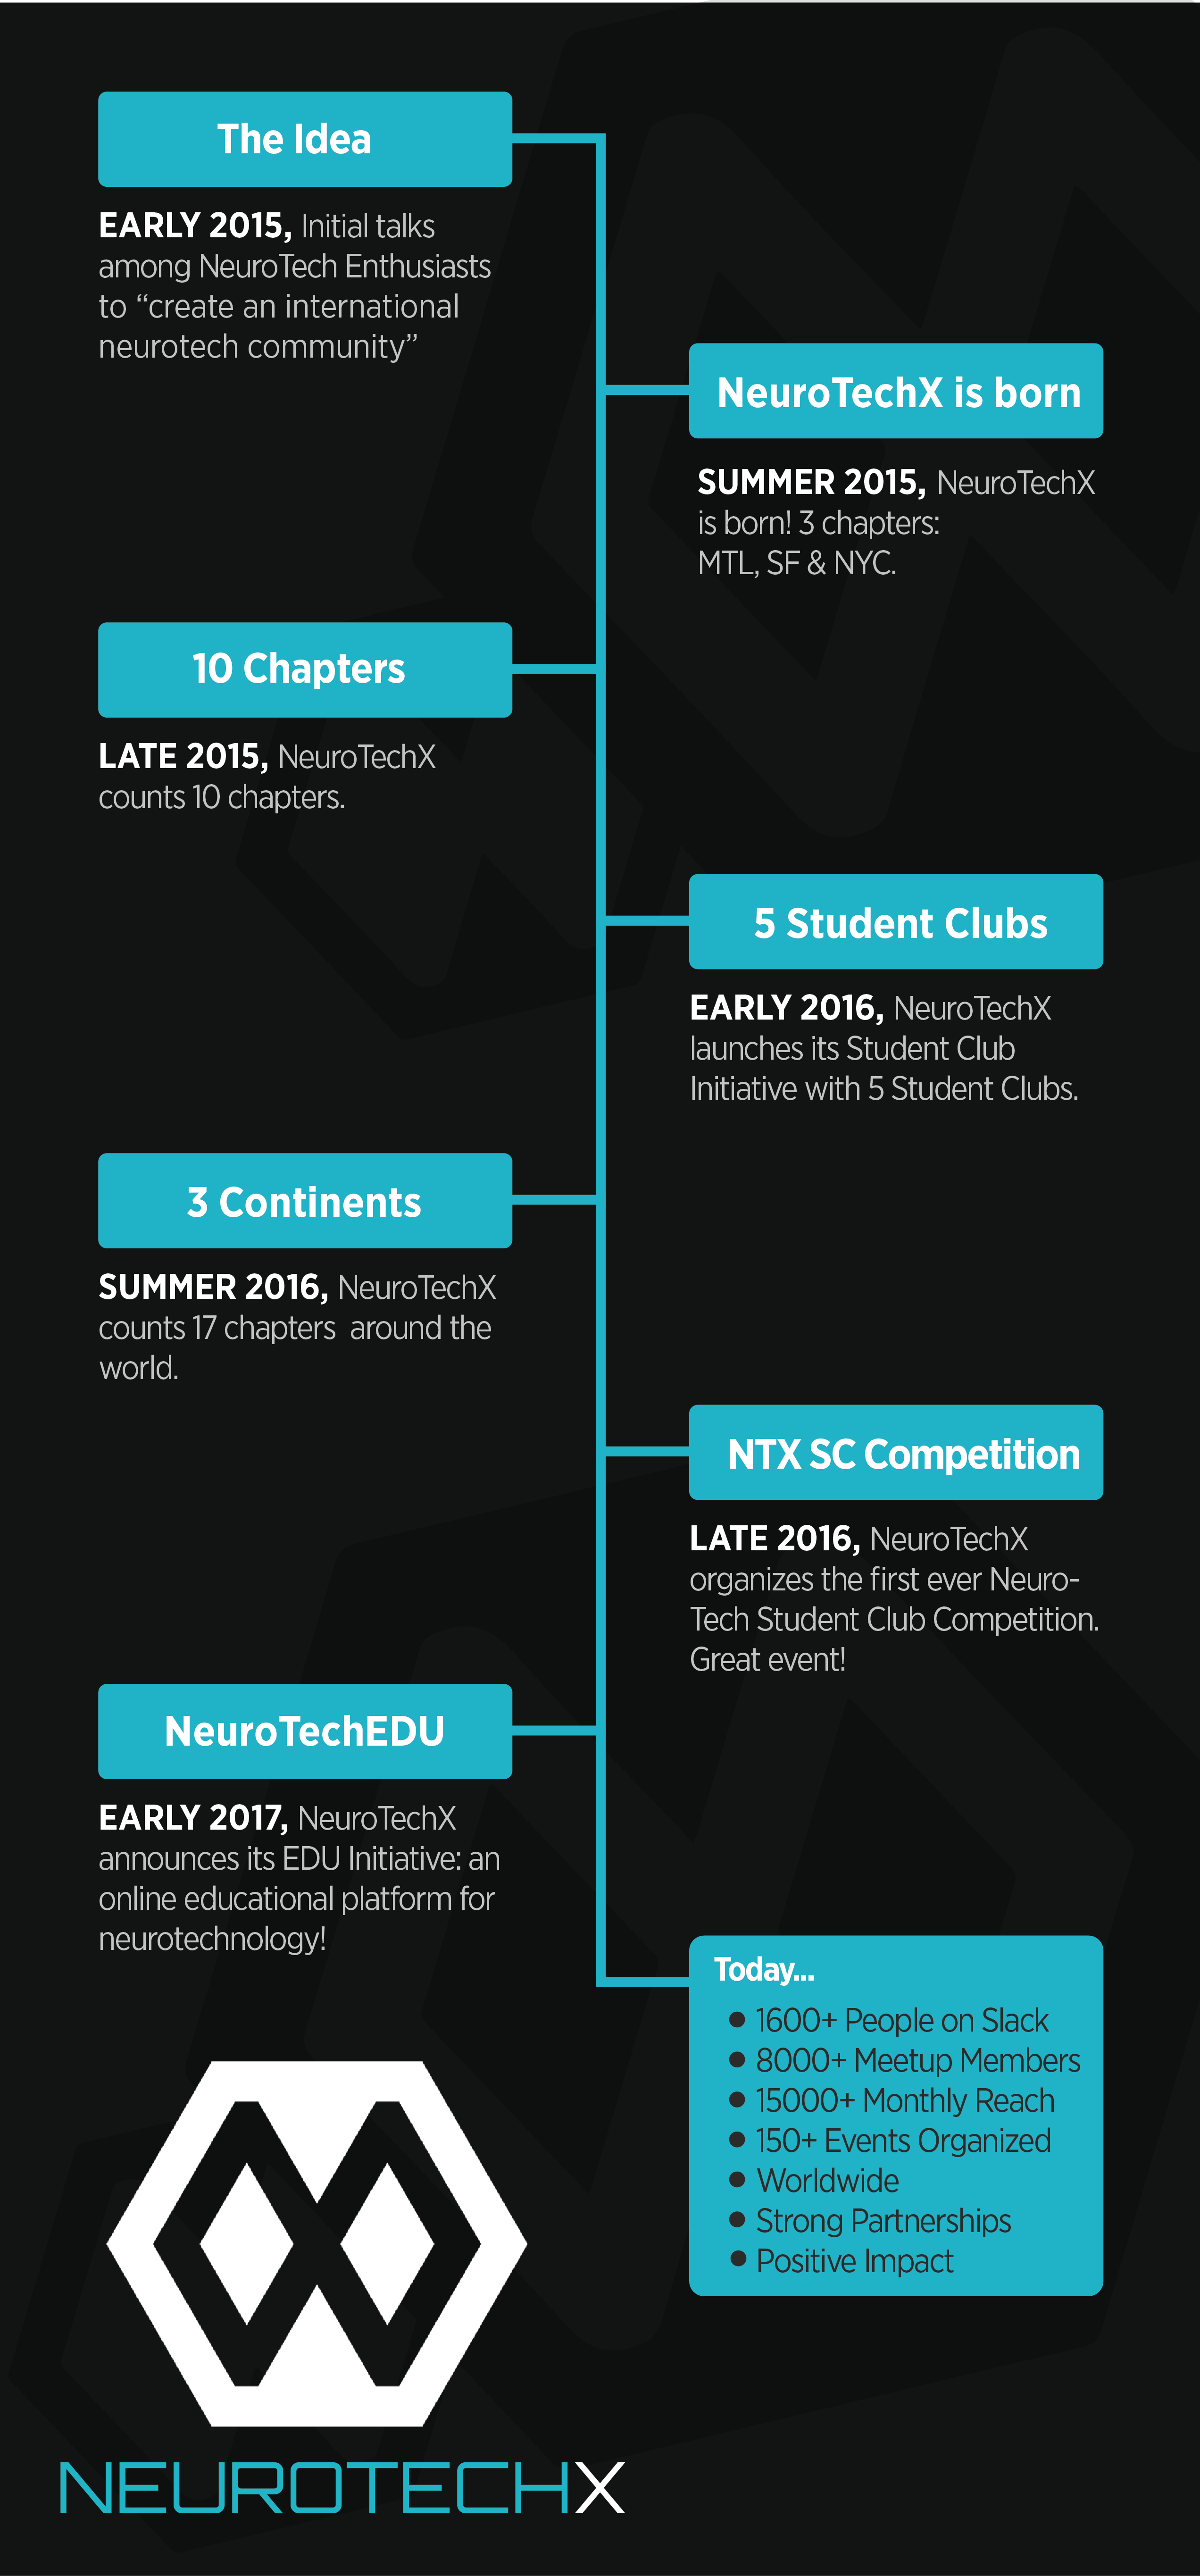 The Idea
EARLY 2015, Initial talks
among NeuroTech Enthusiasts
to “create an international
neurotech community”
NeuroTechX is born
SUMMER 2015, NeuroTechX
is born! 3 chapters:
MTL, SF & NYC.
10 Chapters
LATE 2015, NeuroTechX
counts 10 chapters.
5 Student Clubs
EARLY 2016, NeuroTechX
launches its Student Club
Initiative with 5 Student Clubs.
3 Continents
SUMMER 2016, NeuroTechX
counts 17 chapters  around the
world.
NTX SC Competition
LATE 2016, NeuroTechX
organizes the first ever Neuro-
Tech Student Club Competition.
Great event!
NeuroTechEDU
EARLY 2017, NeuroTechX
announces its EDU Initiative: an
online educational platform for
neurotechnology!
Today...
• 1600+ People on Slack
• 8000+ Meetup Members
• 15000+ Monthly Reach
• 150+ Events Organized
• Worldwide
• Strong Partnerships
• Positive Impact
NEUROTECHX